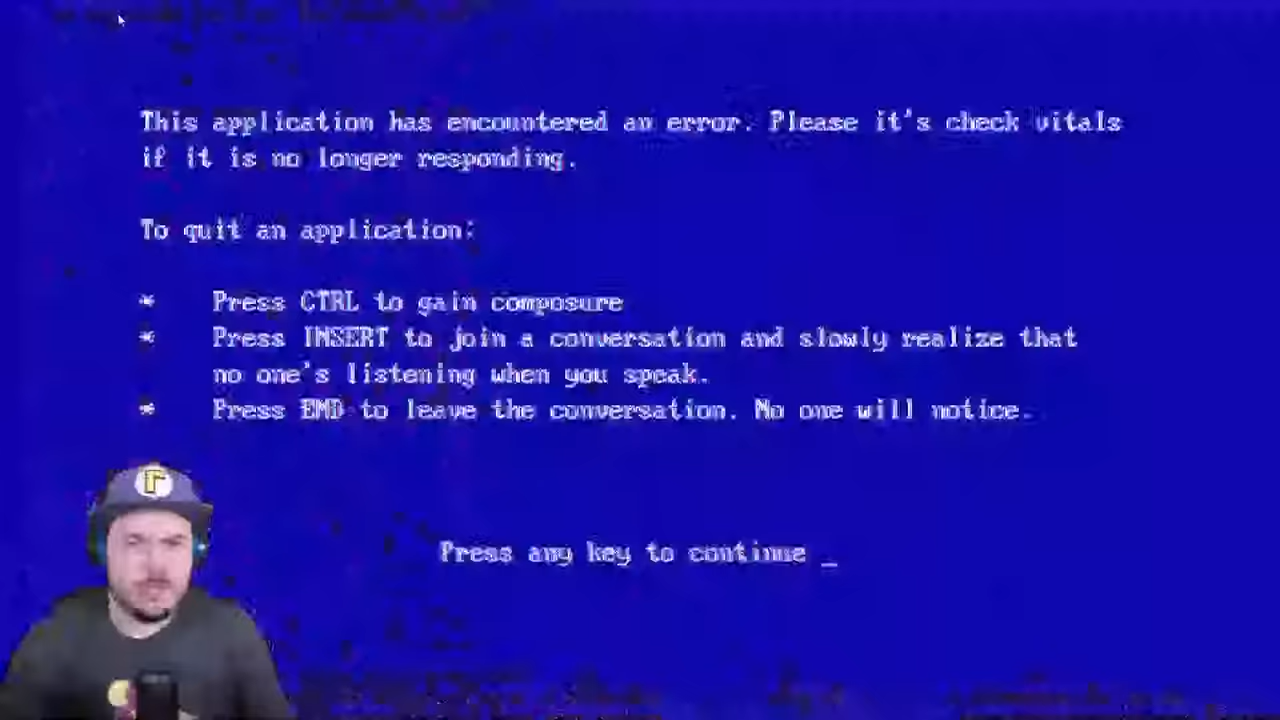 This application has encountered an error. Please it's check vitals
if it is no longer responding.
To quit an application:
* Press CTRL to gain composure
* Press INSERT to join a conversation and slowly realize that
no one's listening when you speak.
* Press END to leave the conversation. No one will notice.
Press any key to continue _